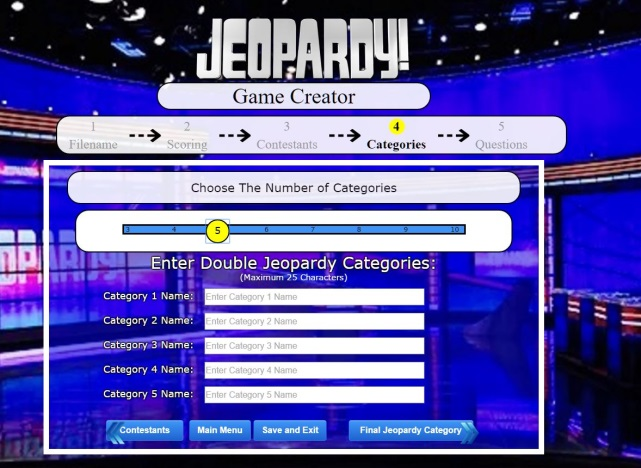 JEOPARDY!
Game Creator
1 2 3 4 5
Filename Scoring Contestants Categories Questions
Choose The Number of Categories
3 4 5 6 7 8 9 10
Enter Double Jeopardy Categories:
(Maximum 25 Characters)
Category 1 Name: Enter Category 1 Name
Category 2 Name: Enter Category 2 Name
Category 3 Name: Enter Category 3 Name
Category 4 Name: Enter Category 4 Name
Category 5 Name: Enter Category 5 Name
Contestants Main Menu Save and Exit Final Jeopardy Category